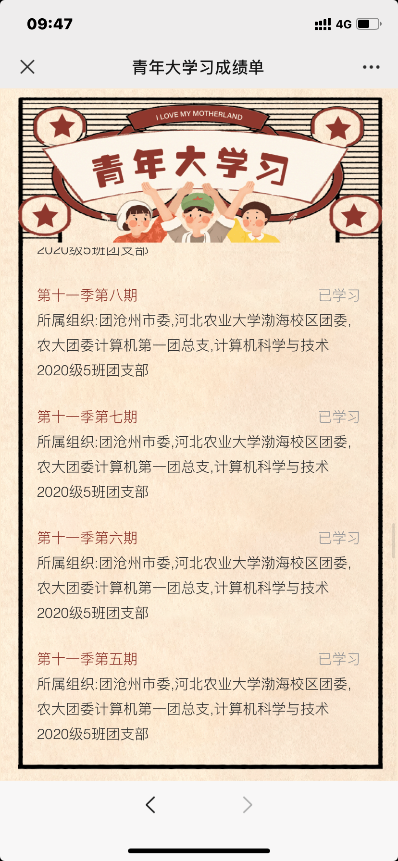 09:47
4G
青年大学习成绩单
I LOVE MY MOTHERLAND
青年大学习
2020级5班团支部
第十一季第八期 已学习
所属组织:团沧州市委,河北农业大学渤海校区团委,
农大团委计算机第一团总支,计算机科学与技术
2020级5班团支部
第十一季第七期 已学习
所属组织:团沧州市委,河北农业大学渤海校区团委,
农大团委计算机第一团总支,计算机科学与技术
2020级5班团支部
第十一季第六期 已学习
所属组织:团沧州市委,河北农业大学渤海校区团委,
农大团委计算机第一团总支,计算机科学与技术
2020级5班团支部
第十一季第五期 已学习
所属组织:团沧州市委,河北农业大学渤海校区团委,
农大团委计算机第一团总支,计算机科学与技术
2020级5班团支部